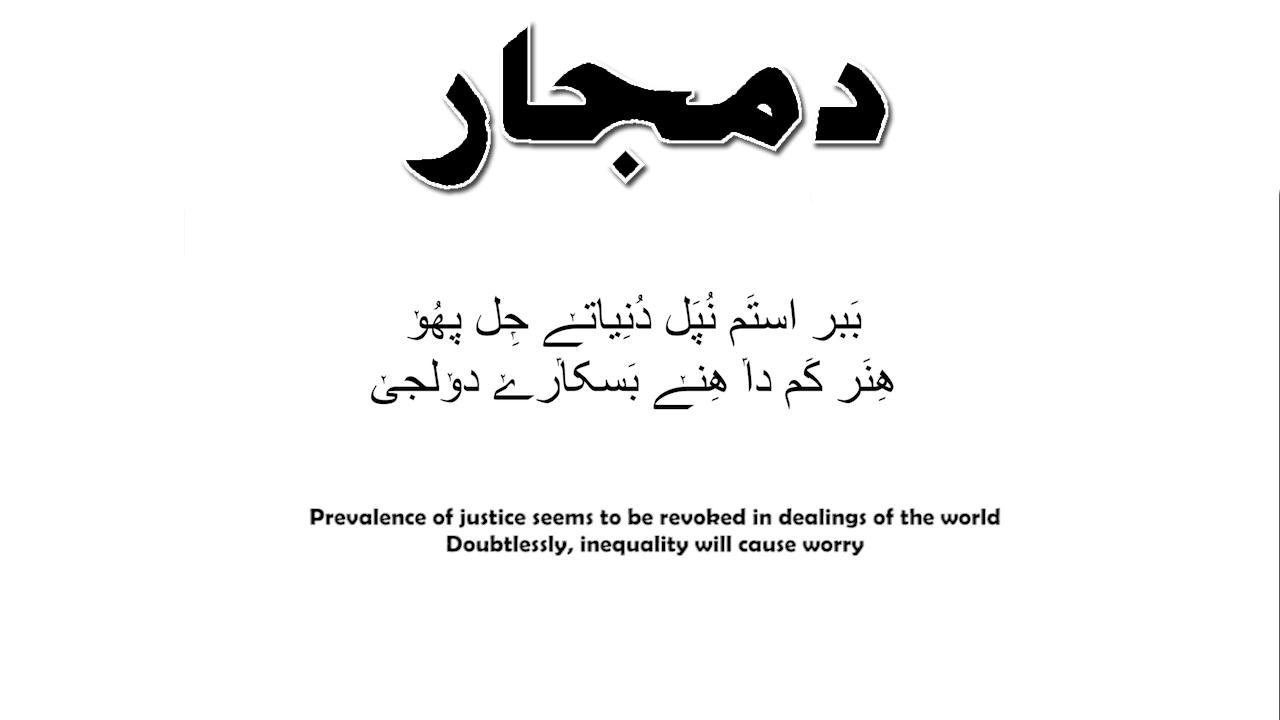 دمجار
بَبر استَم نُپَل دُنِیاتےٚ حِٕل پھُوٚ
هِنَر کَم داٚ هِنےٚ بَسکاٚرےٚ دوٚلجیٚ
Prevalence of justice seems to be revoked in dealings of the world
Doubtlessly, inequality will cause worry